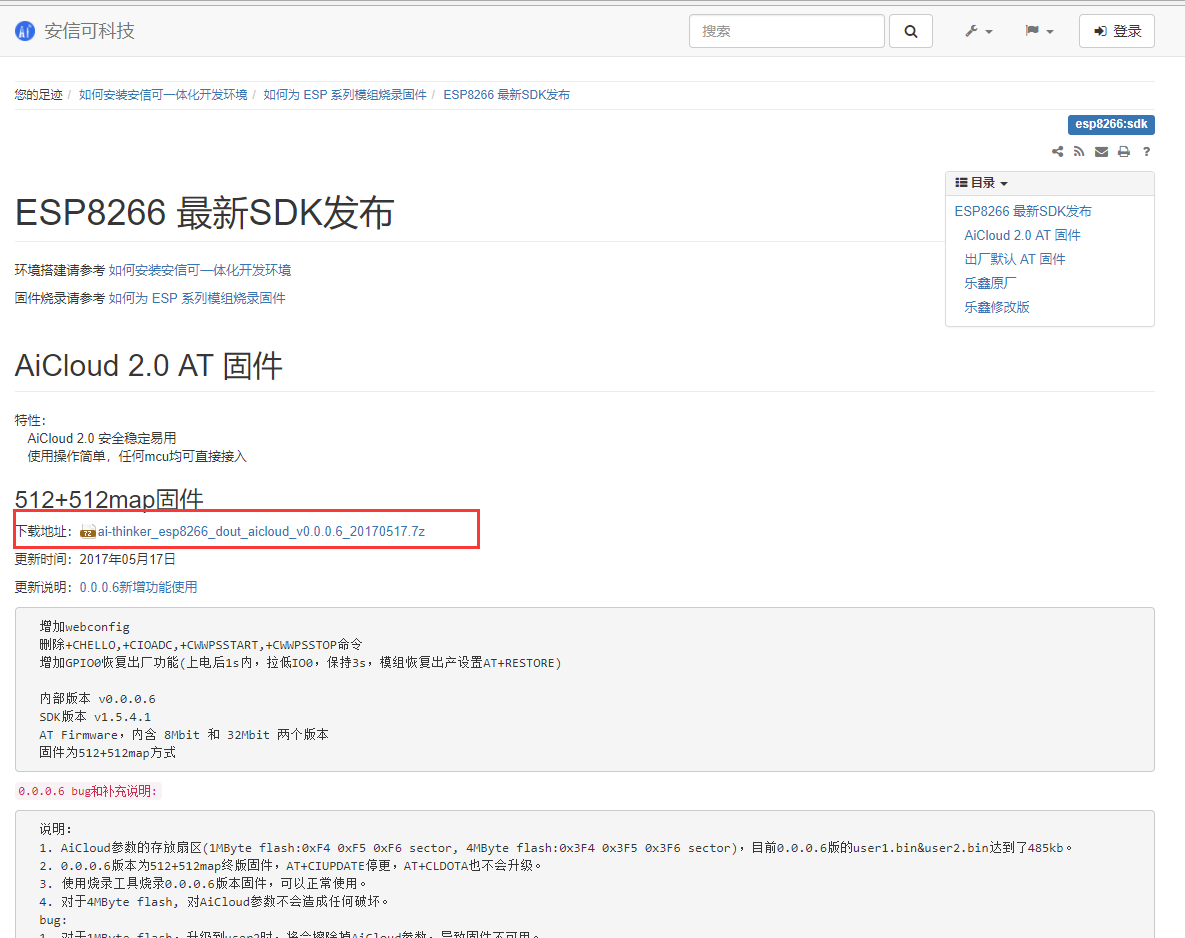 安信可科技
搜索
登录
您的足迹 / 如何安装安信可一体化开发环境 / 如何为 ESP 系列模组烧录固件 / ESP8266 最新SDK发布
esp8266:sdk
目录
ESP8266 最新SDK发布
AiCloud 2.0 AT 固件
出厂默认 AT 固件
乐鑫原厂
乐鑫修改版
ESP8266 最新SDK发布
环境搭建请参考 如何安装安信可一体化开发环境
固件烧录请参考 如何为 ESP 系列模组烧录固件
AiCloud 2.0 AT 固件
特性：
AiCloud 2.0 安全稳定易用
使用操作简单，任何mcu均可直接接入
512+512map固件
下载地址： ai-thinker_esp8266_dout_aicloud_v0.0.0.6_20170517.7z
更新时间：2017年05月17日
更新说明：0.0.0.6新增功能使用
增加webconfig
删除+CHELLO,+CIOADC,+CWWPSSTART,+CWWPSSTOP命令
增加GPIO0恢复出厂功能(上电后1s内，拉低IO0，保持3s，模组恢复出产设置AT+RESTORE)
内部版本 v0.0.0.6
SDK版本 v1.5.4.1
AT Firmware，内含 8Mbit 和 32Mbit 两个版本
固件为512+512map方式
0.0.0.6 bug和补充说明：
说明：
1. AiCloud参数的存放扇区(1MByte flash:0xF4 0xF5 0xF6 sector, 4MByte flash:0x3F4 0x3F5 0x3F6 sector)，目前0.0.0.6版的user1.bin&user2.bin达到了485kb。
2. 0.0.0.6版本为512+512map终版固件，AT+CIUPDATE停更，AT+CLDOTA也不会升级。
3. 使用烧录工具烧录0.0.0.6版本固件，可以正常使用。
4. 对于4MByte flash, 对AiCloud参数不会造成任何破坏。
bug:
1. 对于1MByte flash，升级到user2时，将会擦除掉AiCloud参数，导致固件不可用。